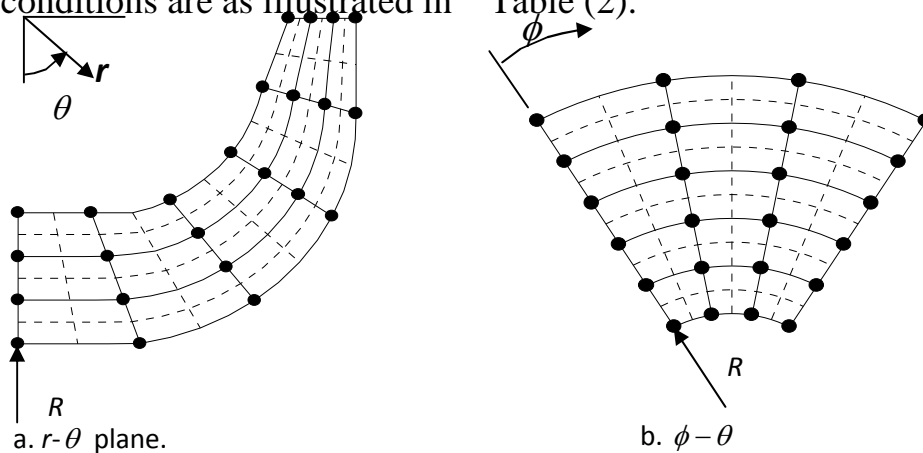 conditions are as illustrated in Table (2).
r
θ
ϕ
R
R
a. r-θ plane.
b. ϕ – θ